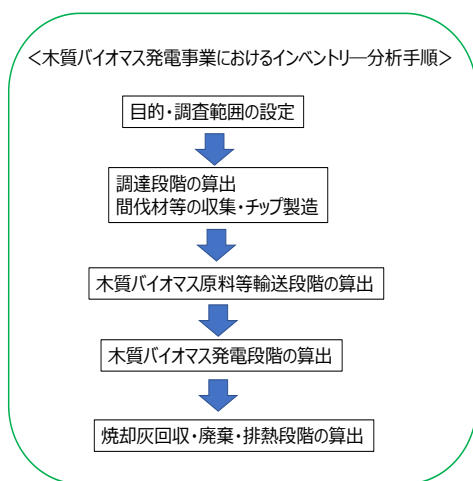 <木質バイオマス発電事業におけるインベントリー分析手順>
目的・調査範囲の設定
調達段階の算出
間伐材等の収集・チップ製造
木質バイオマス原料等輸送段階の算出
木質バイオマス発電段階の算出
焼却灰回収・廃棄・排熱段階の算出